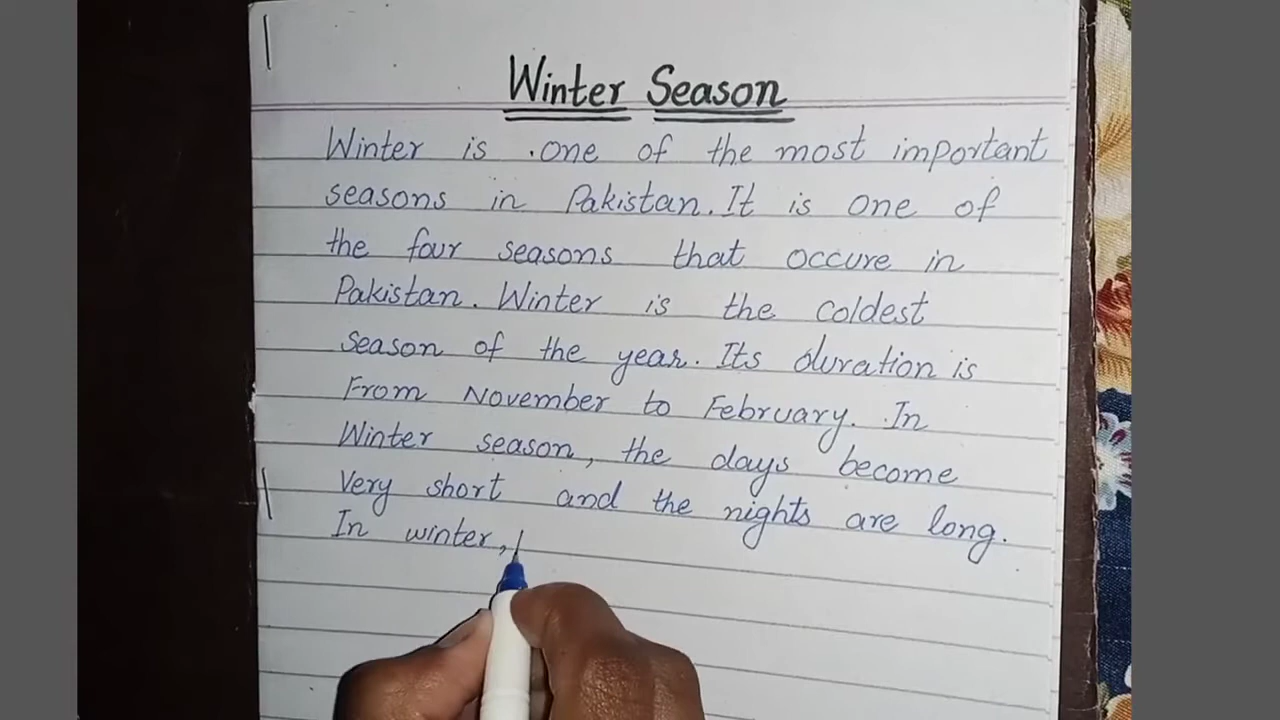 Winter Season
Winter is .one of the most important
seasons in Pakistan. It is one of
the four seasons that occure in
Pakistan. Winter is the coldest
season of the year. Its duration is
From November to February. In
Winter season, the days become
Very short and the nights are long.
In winter,